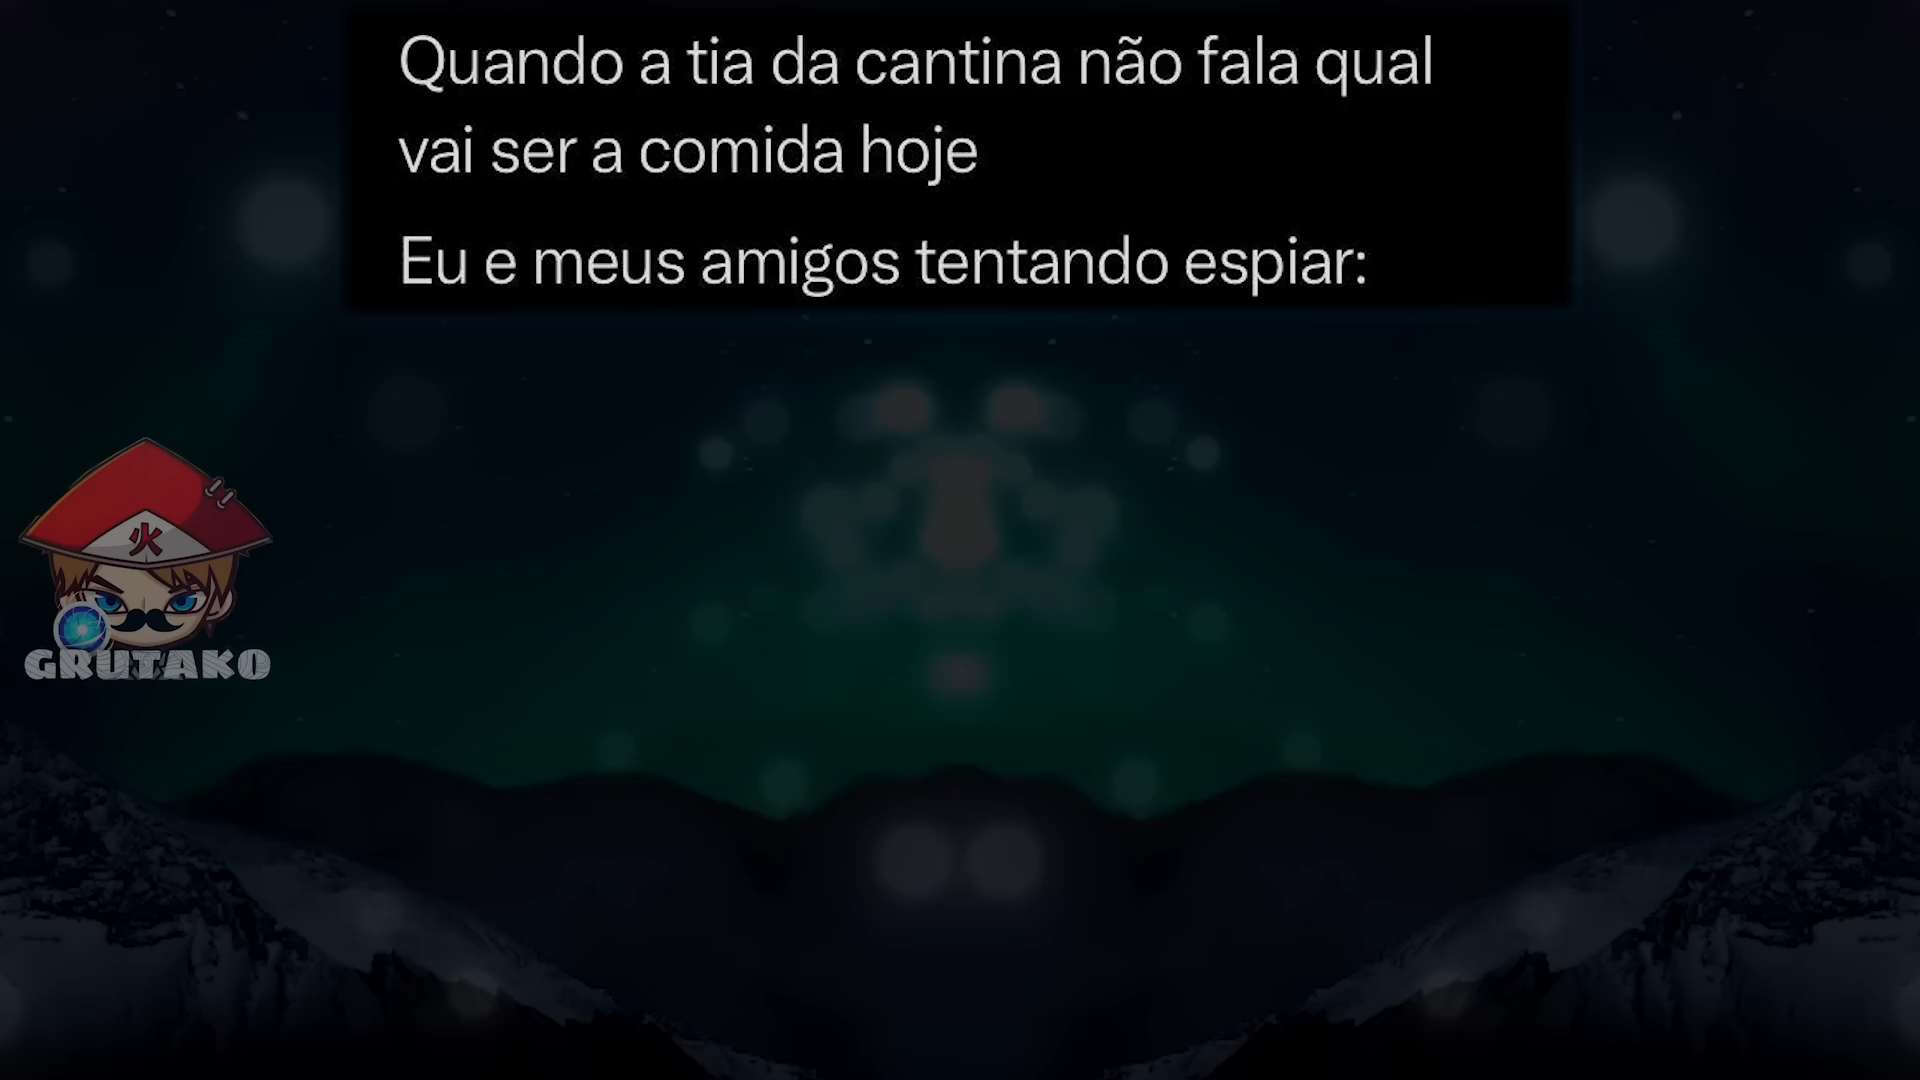 Quando a tia da cantina não fala qual
vai ser a comida hoje
Eu e meus amigos tentando espiar:
火
GRUTAKO